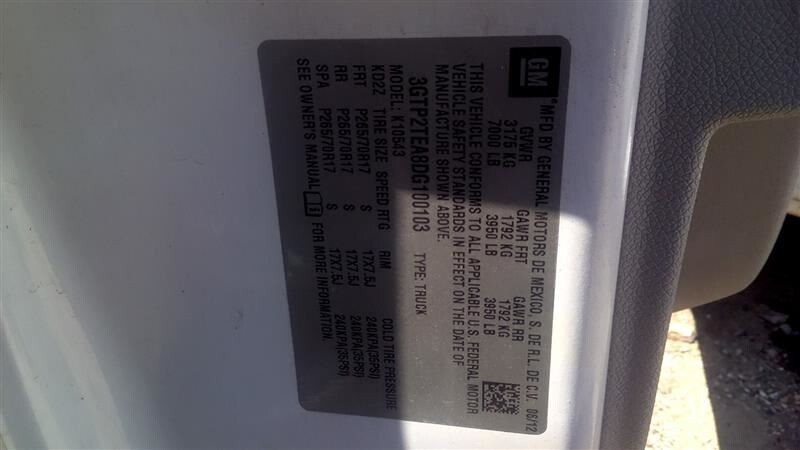 GM
*MFD BY GENERAL MOTORS DE MEXICO, S. DE R.L. DE C.V. 06/12
GVWR GAWR FRT GAWR RR
3175 KG 1792 KG 1792 KG
7000 LB 3950 LB 3950 LB
THIS VEHICLE CONFORMS TO ALL APPLICABLE U.S. FEDERAL MOTOR
VEHICLE SAFETY STANDARDS IN EFFECT ON THE DATE OF
MANUFACTURE SHOWN ABOVE.
3GTP2TEA8DG100103 TYPE: TRUCK
MODEL: K10543
KD2Z TIRE SIZE SPEED RTG RIM COLD TIRE PRESSURE
FRT P265/70R17 S 17X7.5J 240KPA(35PSI)
RR P265/70R17 S 17X7.5J 240KPA(35PSI)
SPA P265/70R17 S 17X7.5J 240KPA(35PSI)
SEE OWNER'S MANUAL FOR MORE INFORMATION.